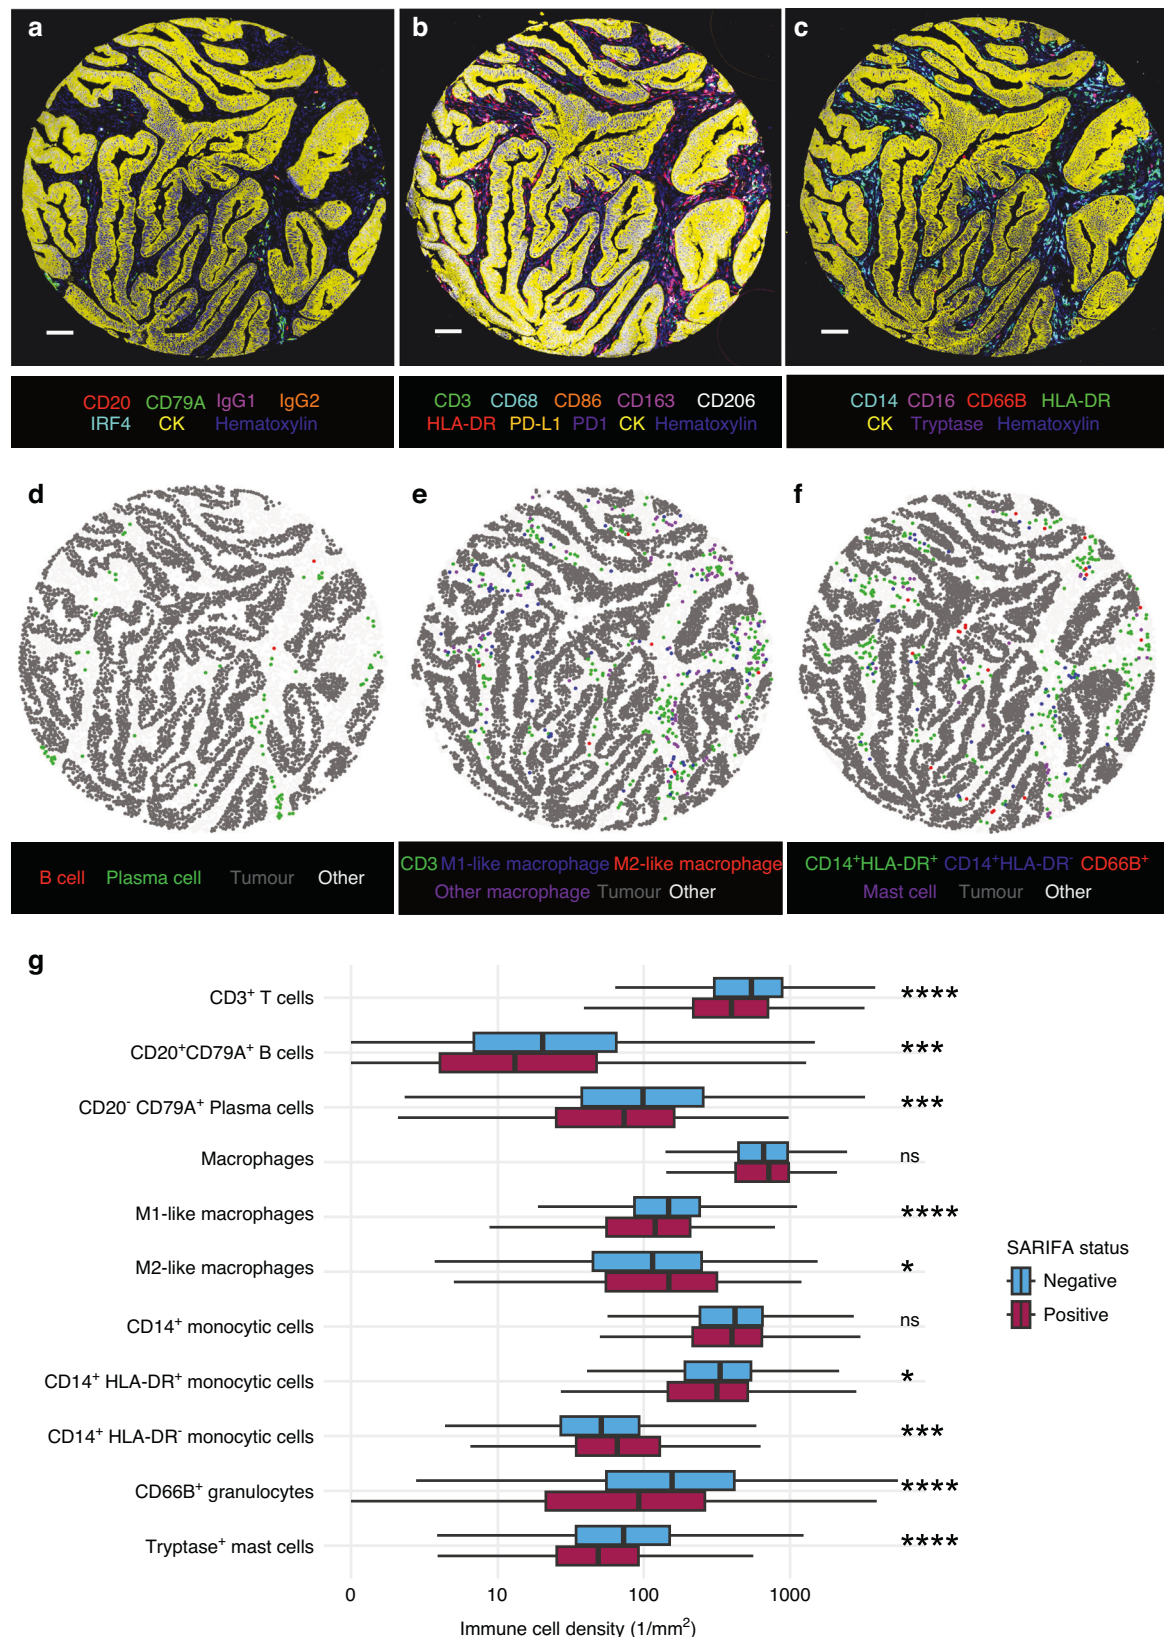 a
b
c
CD20 CD79A IgG1 IgG2
IRF4 CK Hematoxylin
CD3 CD68 CD86 CD163 CD206
HLA-DR PD-L1 PD1 CK Hematoxylin
CD14 CD16 CD66B HLA-DR
CK Tryptase Hematoxylin
d
e
f
B cell Plasma cell Tumour Other
CD3 M1-like macrophage M2-like macrophage
Other macrophage Tumour Other
CD14⁺HLA-DR⁺ CD14⁺HLA-DR⁻ CD66B⁺
Mast cell Tumour Other
g
CD3⁺ T cells ****
CD20⁺CD79A⁺ B cells ***
CD20⁻ CD79A⁺ Plasma cells ***
Macrophages ns
M1-like macrophages ****
M2-like macrophages *
CD14⁺ monocytic cells ns
CD14⁺ HLA-DR⁺ monocytic cells *
CD14⁺ HLA-DR⁻ monocytic cells ***
CD66B⁺ granulocytes ****
Tryptase⁺ mast cells ****
SARIFA status
Negative
Positive
0 10 100 1000
Immune cell density (1/mm²)